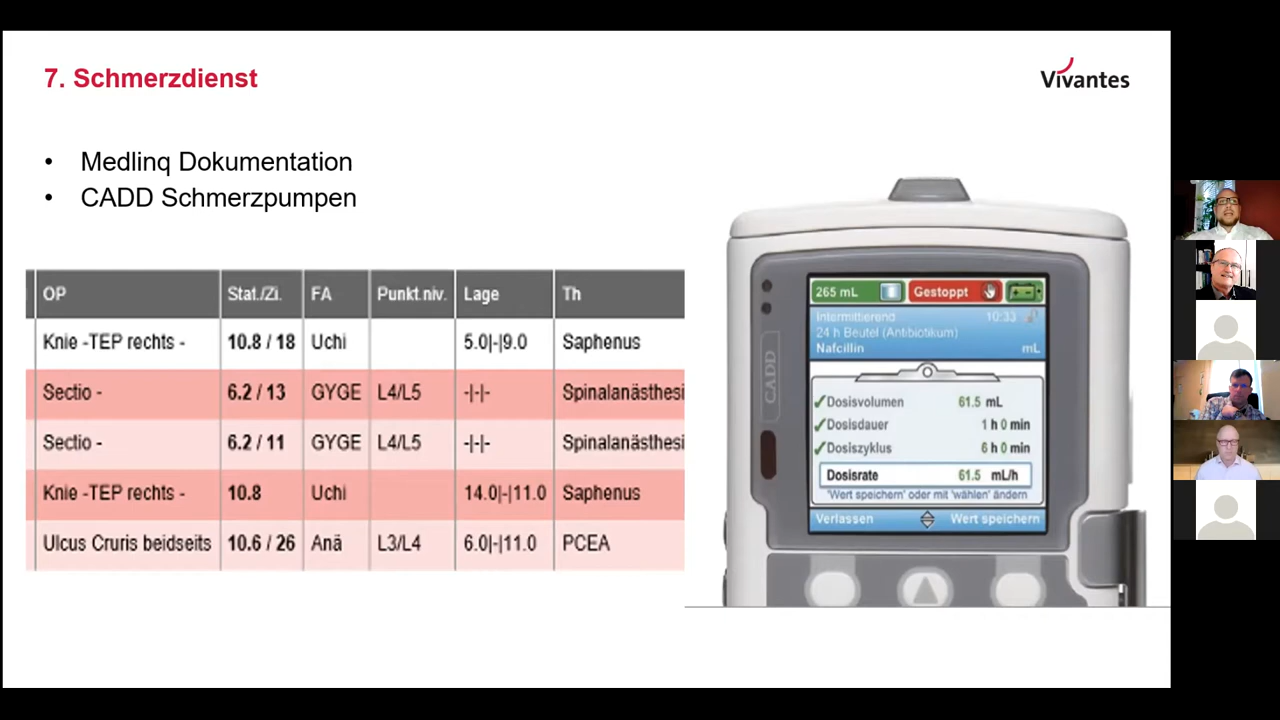 7. Schmerzdienst
Vivantes
• Medlinq Dokumentation
• CADD Schmerzpumpen
OP Stat./Zi. FA Punkt.niv. Lage Th
Knie -TEP rechts - 10.8 / 18 Uchi 5.0|-|9.0 Saphenus
Sectio - 6.2 / 13 GYGE L4/L5 -|-|- Spinalanästhesi
Sectio - 6.2 / 11 GYGE L4/L5 -|-|- Spinalanästhesi
Knie -TEP rechts - 10.8 Uchi 14.0|-|11.0 Saphenus
Ulcus Cruris beidseits 10.6 / 26 Anä L3/L4 6.0|-|11.0 PCEA
CADD
265 mL Gestoppt
Intermittierend 10:33
24 h Beutel (Antibiotikum)
Nafcillin mL
Dosisvolumen 61.5 mL
Dosisdauer 1 h 0 min
Dosiszyklus 6 h 0 min
Dosisrate 61.5 mL/h
'Wert speichern' oder mit 'wählen' ändern
Verlassen Wert speichern